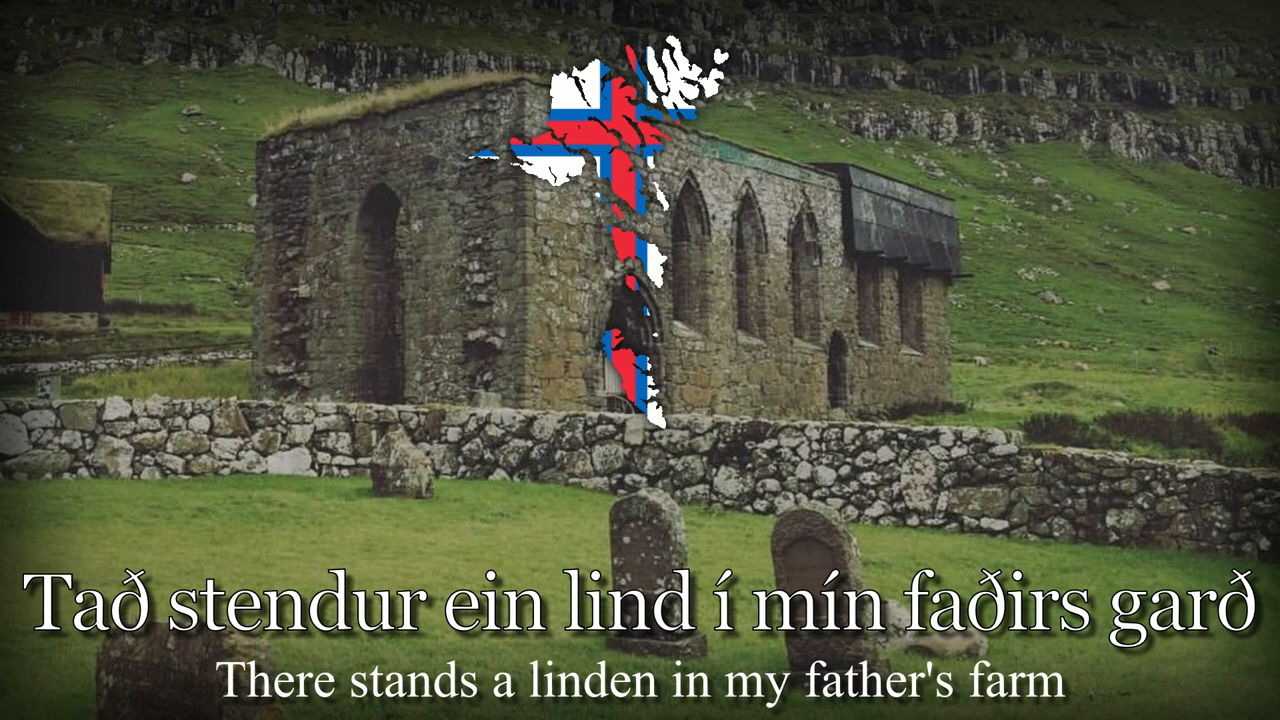 Tað stendur ein lind í mín faðirs garð
There stands a linden in my father's farm